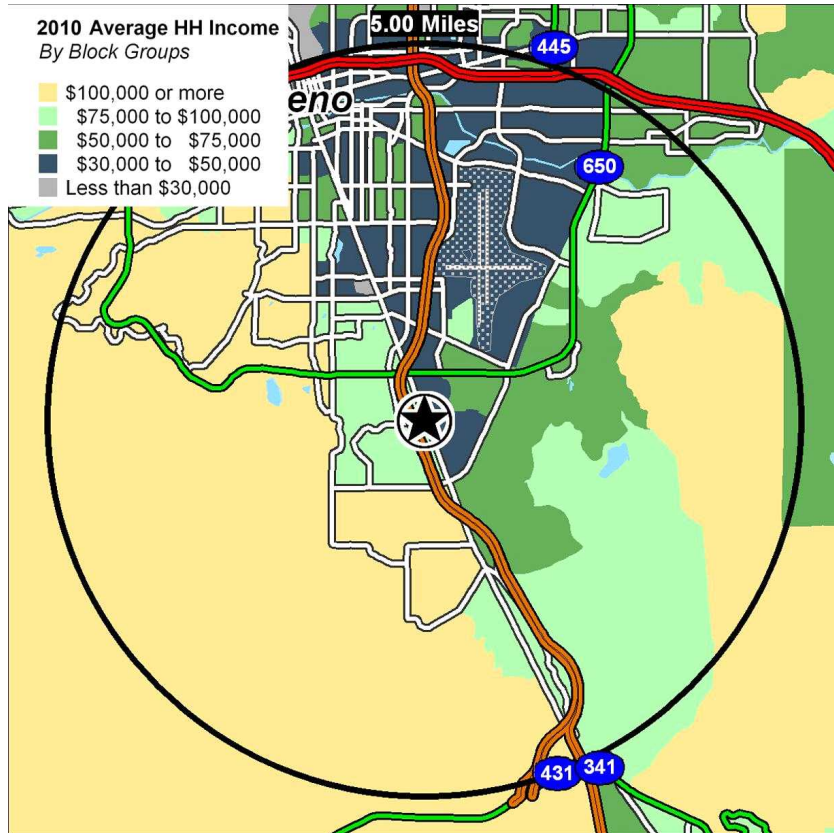 2010 Average HH Income
By Block Groups
$100,000 or more
$75,000 to $100,000
$50,000 to $75,000
$30,000 to $50,000
Less than $30,000
5.00 Miles
445
eno
650
431
341